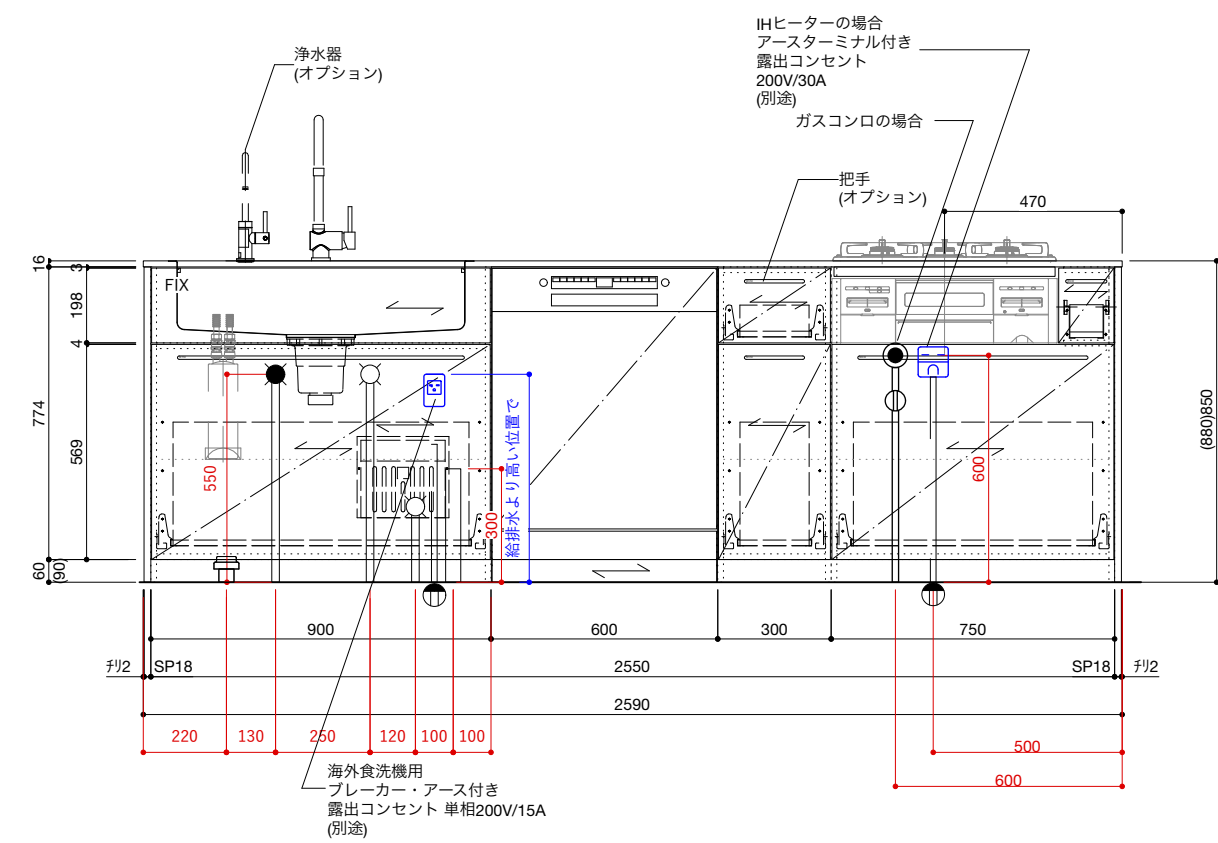 IHヒーターの場合
アースターミナル付き
露出コンセント
200V/30A
(別途)
浄水器
(オプション)
ガスコンロの場合
把手
(オプション)
470
16
3
FIX
198
4
774
569
550
600
300
給排水より高い位置で
(880)850
60
(90)
900
600
300
750
ﾁﾘ2
SP18
2550
SP18
ﾁﾘ2
2590
220
130
250
120
100
100
500
600
海外食洗機用
ブレーカー・アース付き
露出コンセント 単相200V/15A
(別途)